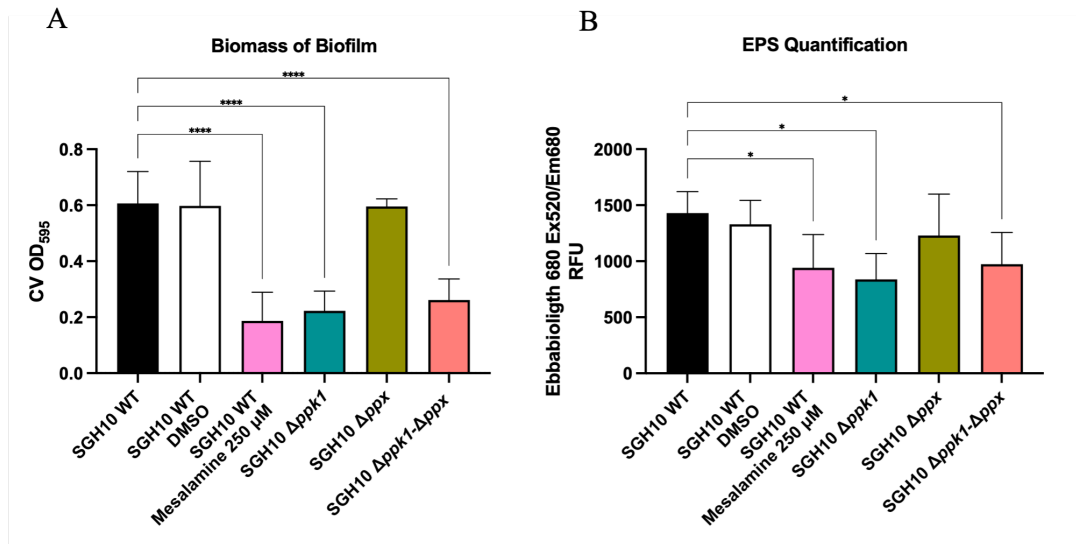 A
Biomass of Biofilm
****
****
****
CV OD595
0.8
0.6
0.4
0.2
0.0
SGH10 WT
SGH10 WT
DMSO
SGH10 WT
Mesalamine 250 µM
SGH10 Δppk1
SGH10 Δppx
SGH10 Δppk1-Δppx
B
EPS Quantification
*
*
*
Ebbabioligth 680 Ex520/Em680
RFU
2000
1500
1000
500
0
SGH10 WT
SGH10 WT
DMSO
SGH10 WT
Mesalamine 250 µM
SGH10 Δppk1
SGH10 Δppx
SGH10 Δppk1-Δppx